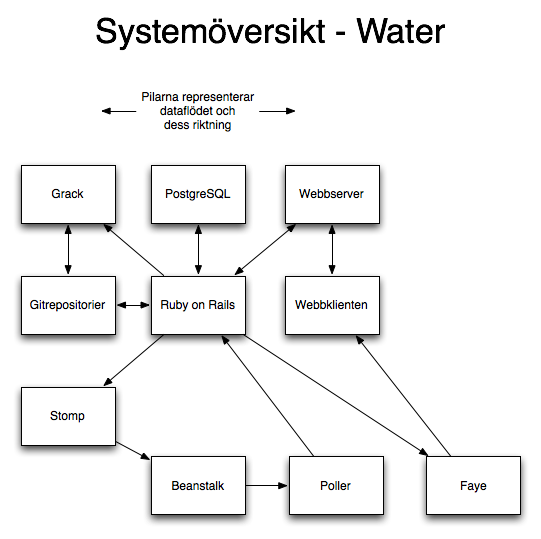 Systemöversikt - Water
Pilarna representerar
dataflödet och
dess riktning
Grack
PostgreSQL
Webbserver
Gitrepositorier
Ruby on Rails
Webbklienten
Stomp
Beanstalk
Poller
Faye